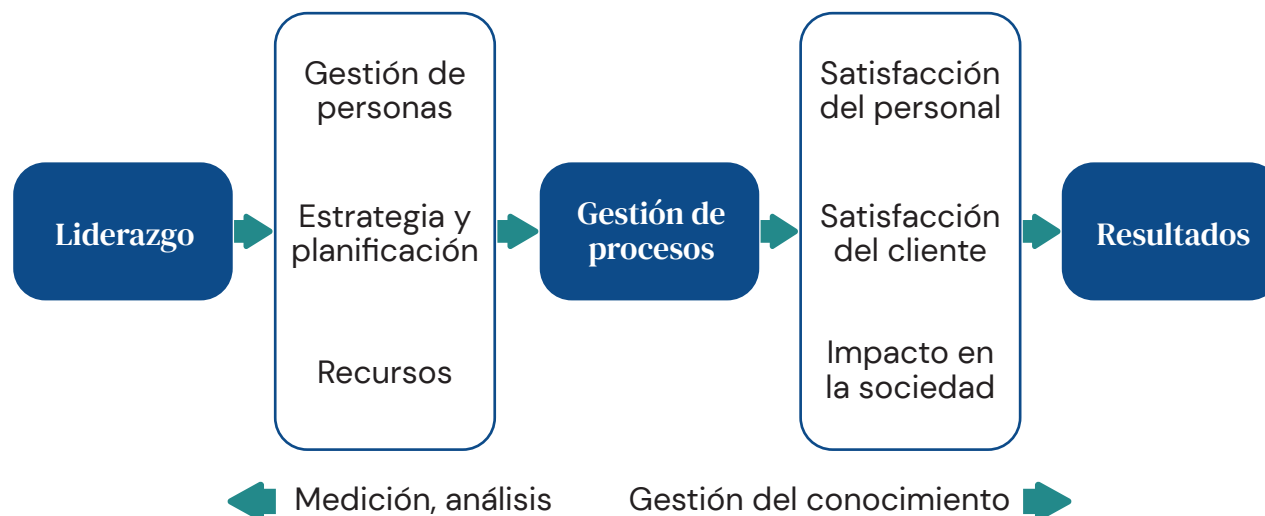 Liderazgo
Gestión de
personas
Estrategia y
planificación
Recursos
Gestión de
procesos
Satisfacción
del personal
Satisfacción
del cliente
Impacto en
la sociedad
Resultados
Medición, análisis
Gestión del conocimiento